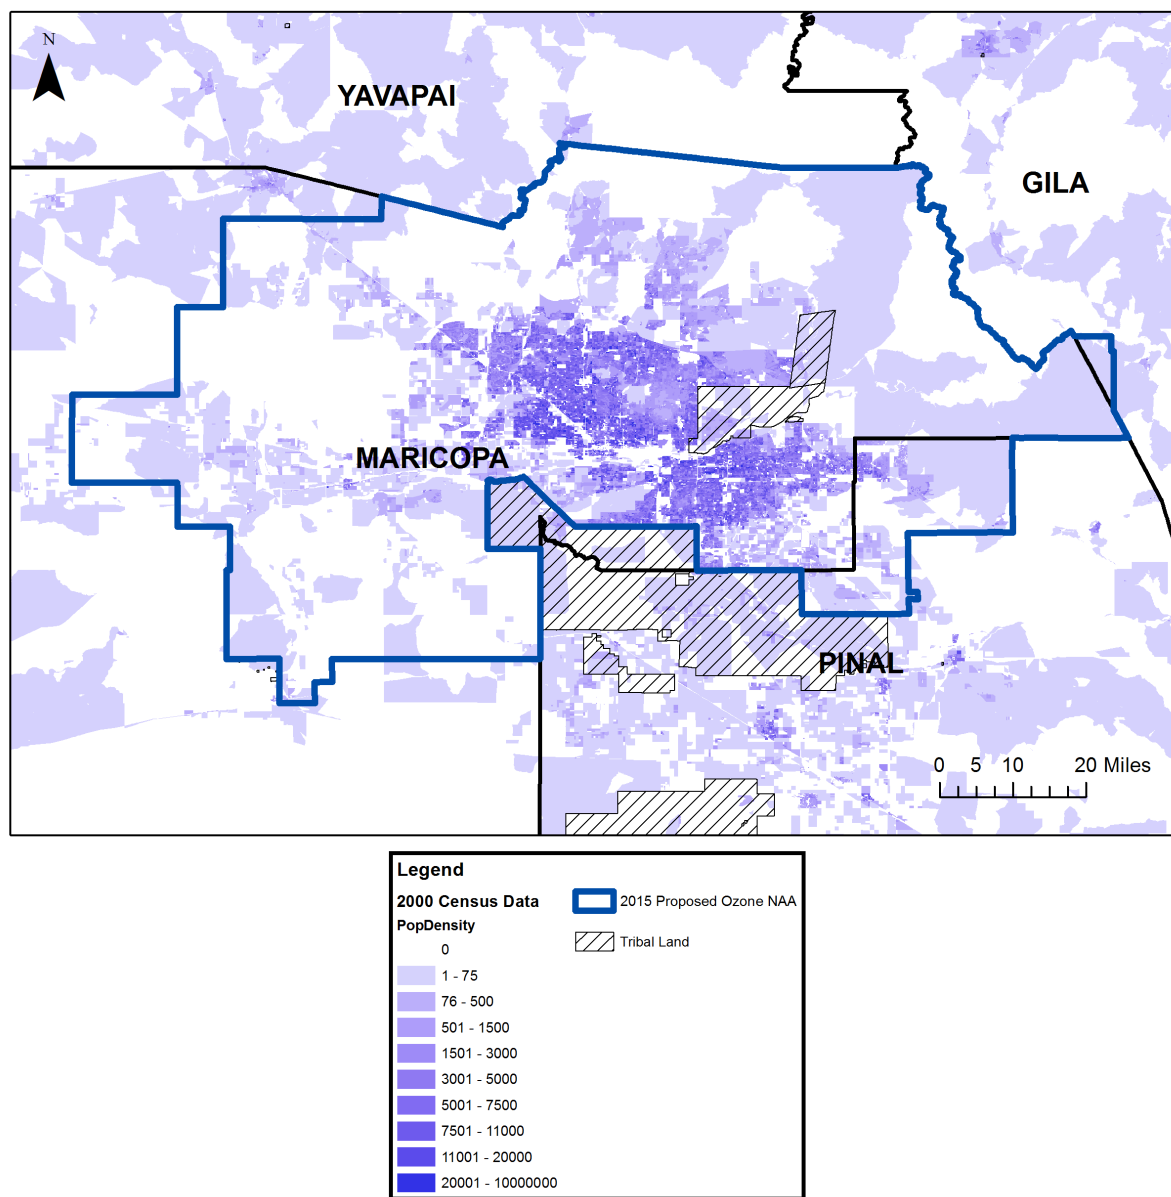 N
YAVAPAI
GILA
MARICOPA
PINAL
0 5 10 20 Miles
Legend
2000 Census Data
PopDensity
0
1 - 75
76 - 500
501 - 1500
1501 - 3000
3001 - 5000
5001 - 7500
7501 - 11000
11001 - 20000
20001 - 10000000
2015 Proposed Ozone NAA
Tribal Land